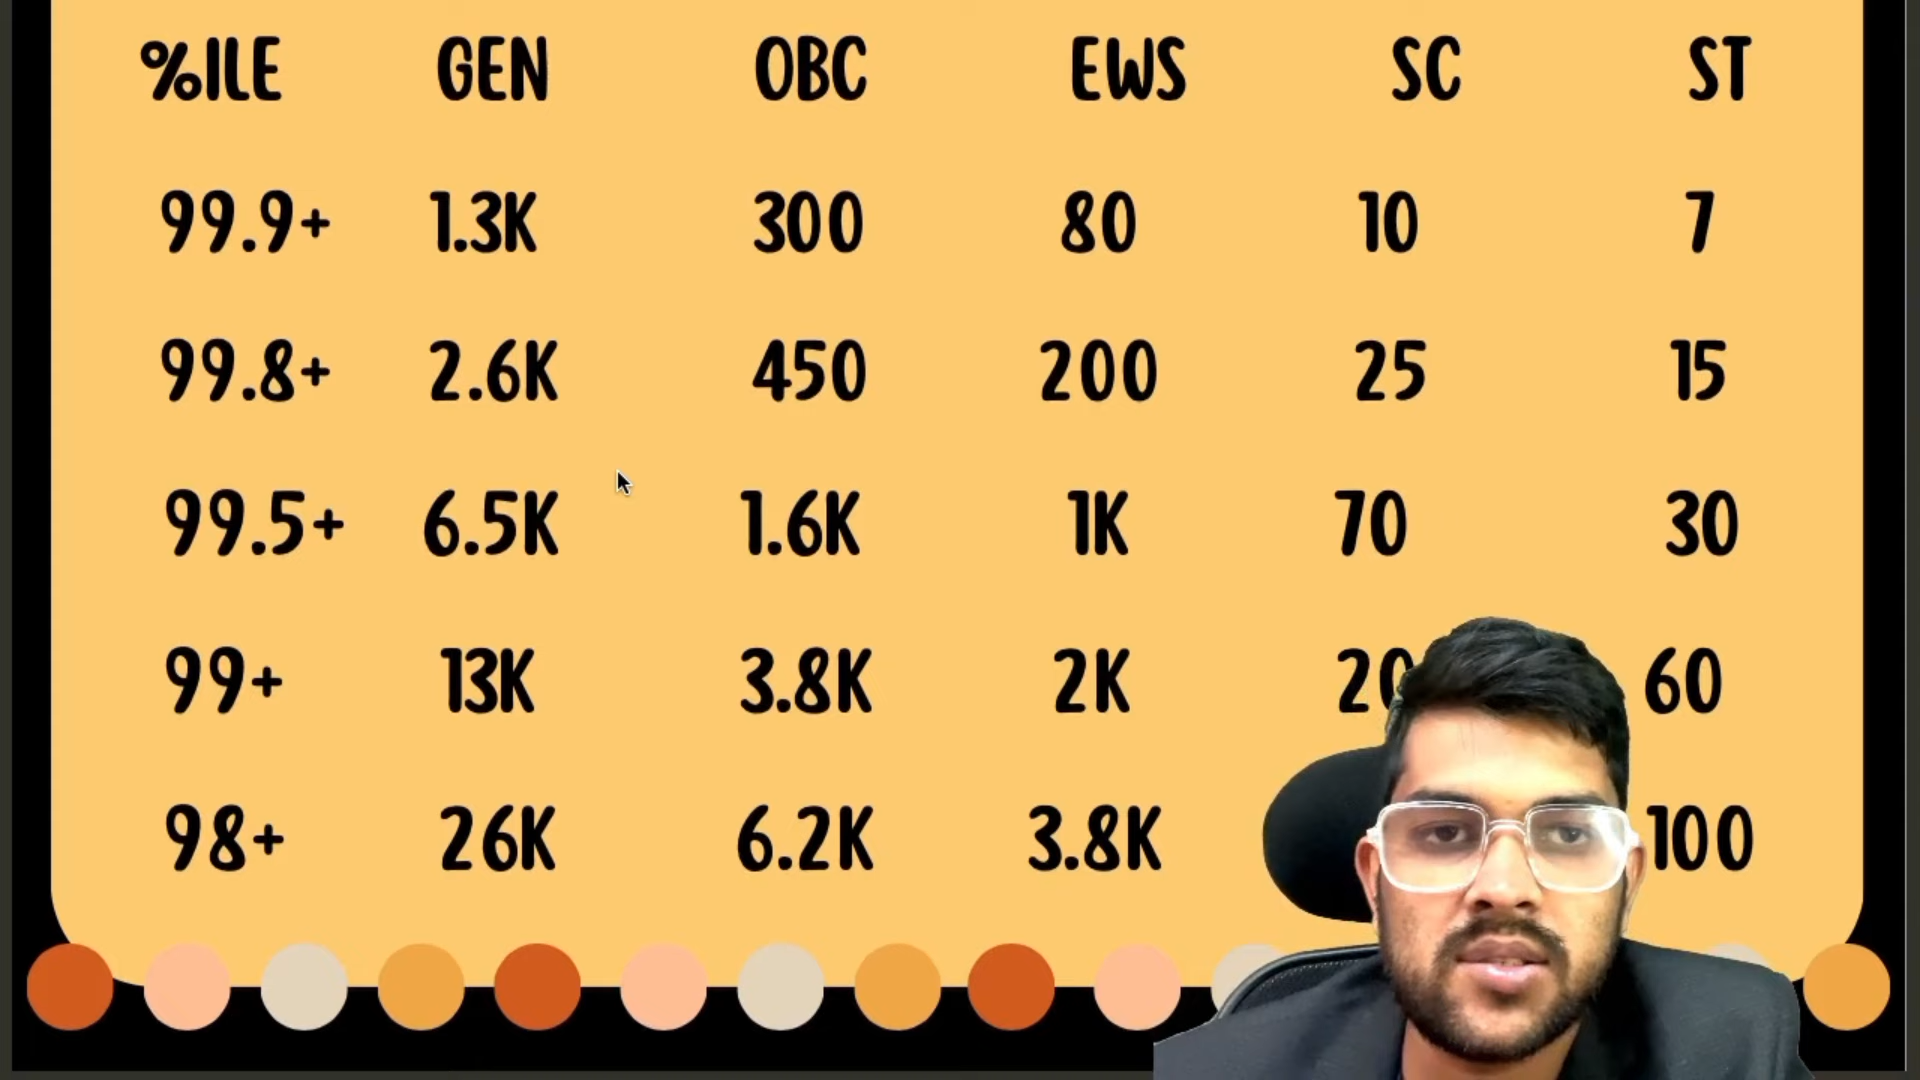 %ILE GEN OBC EWS SC ST
99.9+ 1.3K 300 80 10 7
99.8+ 2.6K 450 200 25 15
99.5+ 6.5K 1.6K 1K 70 30
99+ 13K 3.8K 2K 60
98+ 26K 6.2K 3.8K 100